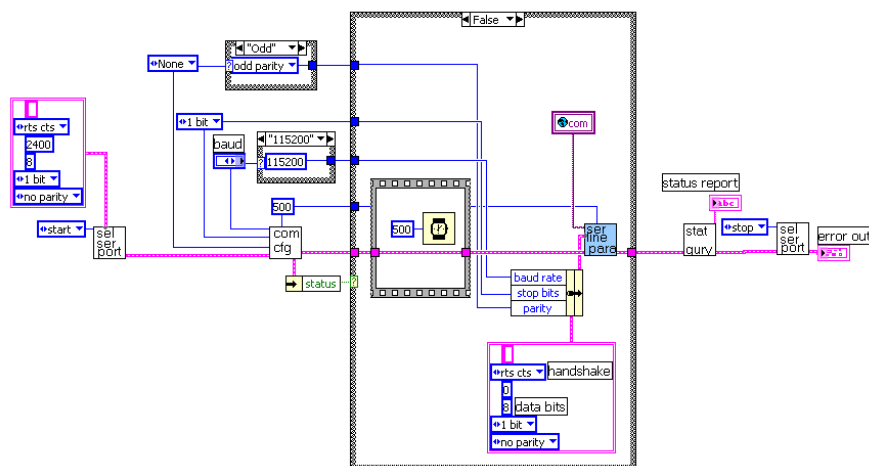 False
"Odd"
None
odd parity
?
rts cts
2400
8
1 bit
no parity
1 bit
baud
"115200"
?
115200
com
start
sel
ser
port
500
com
cfg
500
ser
line
para
status report
abc
stat
qury
stop
sel
ser
port
error out
status
?
baud rate
stop bits
parity
rts cts
handshake
0
8
data bits
1 bit
no parity